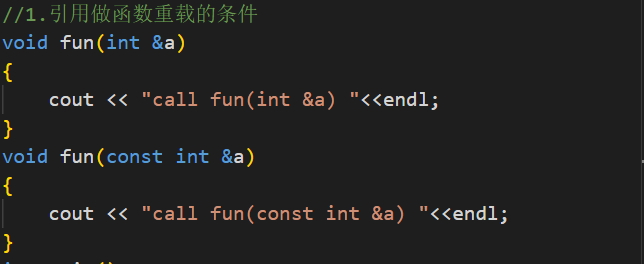 //1.引用做函数重载的条件
void fun(int &a)
{
    cout << "call fun(int &a) "<<endl;
}
void fun(const int &a)
{
    cout << "call fun(const int &a) "<<endl;
}